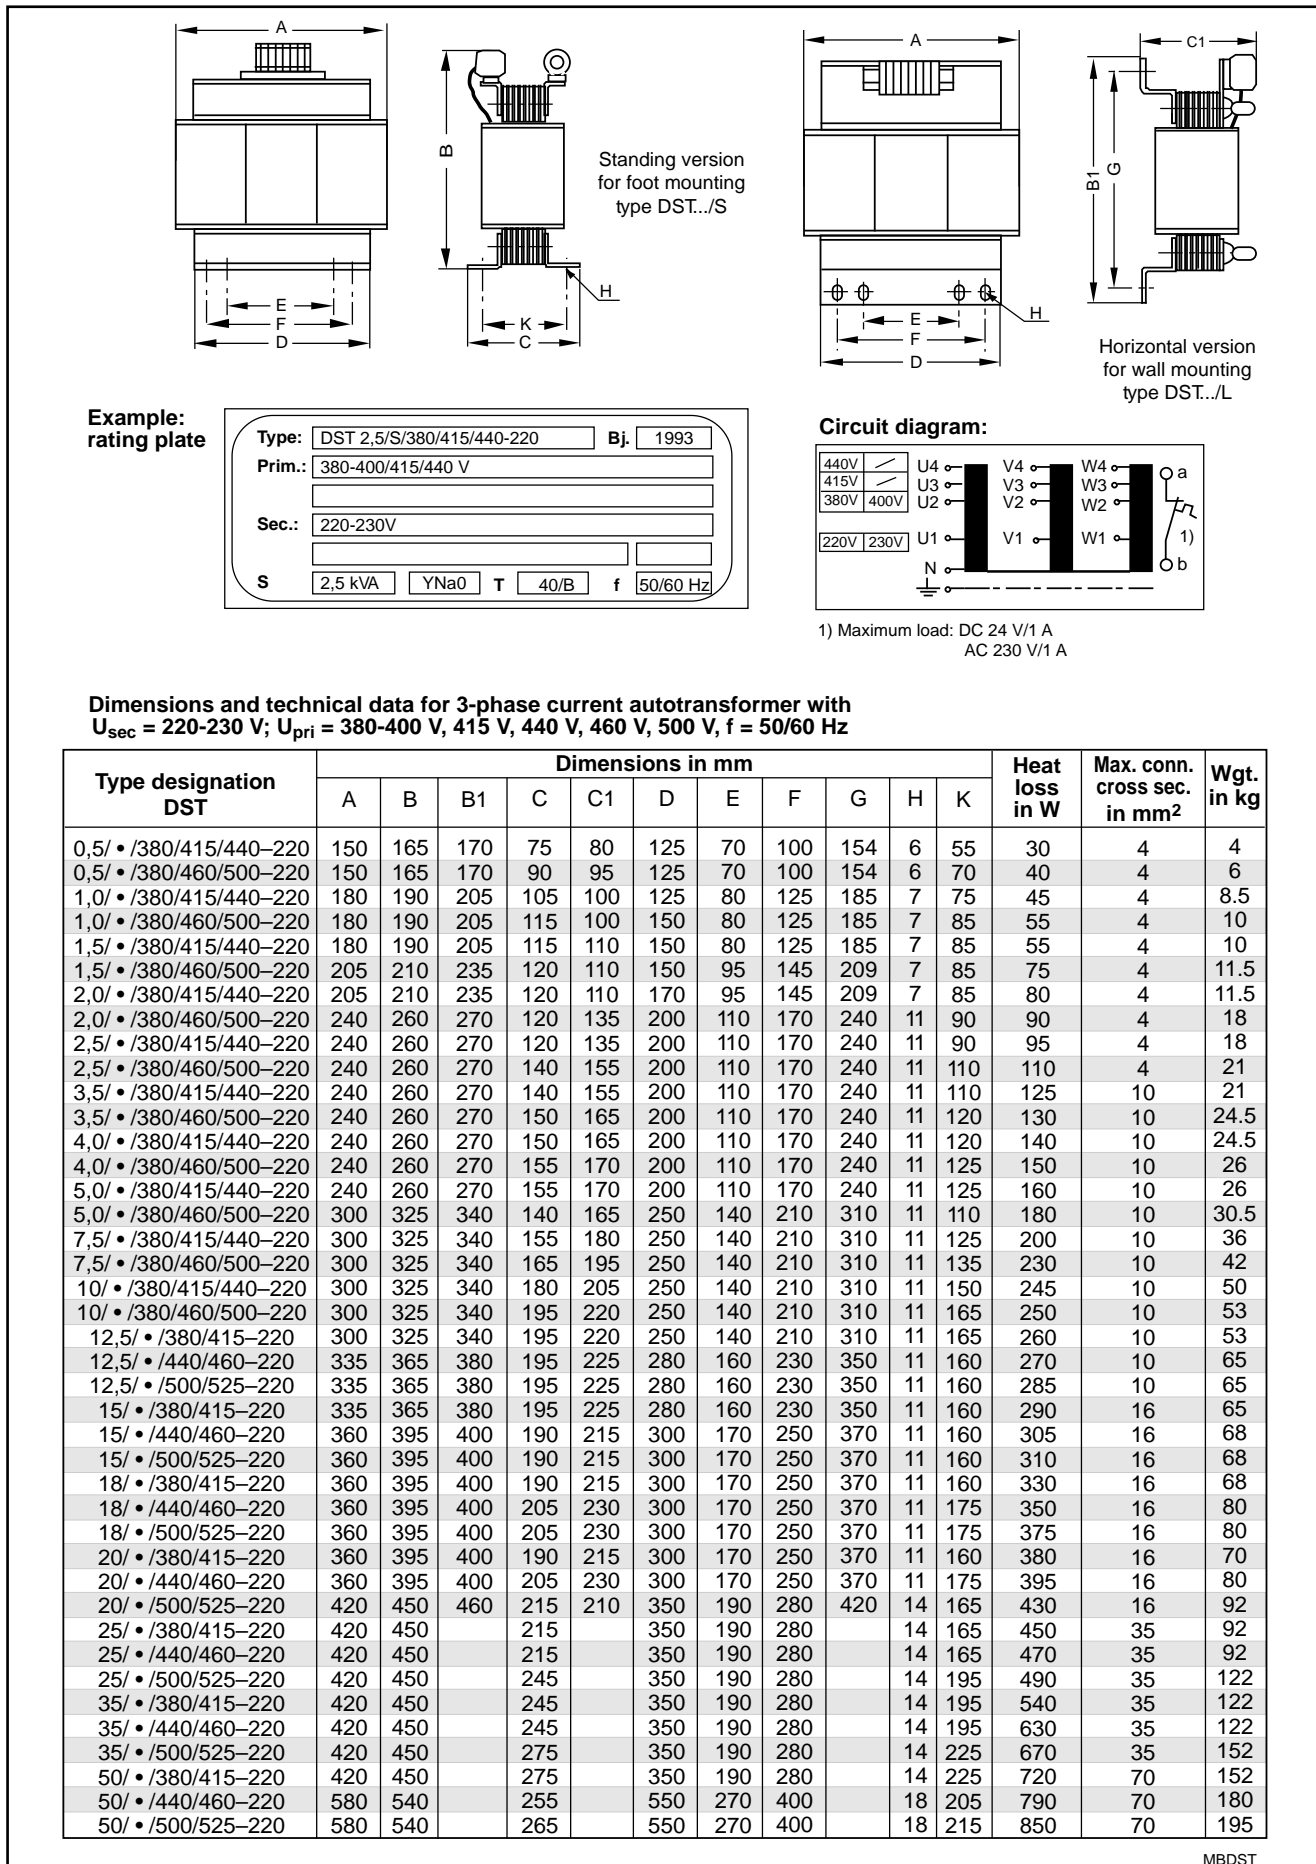 A
B
Standing version
for foot mounting
type DST.../S
H
E
F
D
K
C
A
C1
B1
G
H
E
F
D
Horizontal version
for wall mounting
type DST.../L
Example:
rating plate
Type: DST 2,5/S/380/415/440-220 Bj. 1993
Prim.: 380-400/415/440 V
Sec.: 220-230V
S 2,5 kVA YNa0 T 40/B f 50/60 Hz
Circuit diagram:
440V U4 V4 W4 a
415V U3 V3 W3
380V 400V U2 V2 W2
220V 230V U1 V1 W1 1)
N b
1) Maximum load: DC 24 V/1 A
AC 230 V/1 A
Dimensions and technical data for 3-phase current autotransformer with
Usec = 220-230 V; Upri = 380-400 V, 415 V, 440 V, 460 V, 500 V, f = 50/60 Hz
Type designation DST Dimensions in mm Heat loss in W Max. conn. cross sec. in mm2 Wgt. in kg
A B B1 C C1 D E F G H K
0,5/ • /380/415/440–220 150 165 170 75 80 125 70 100 154 6 55 30 4 4
0,5/ • /380/460/500–220 150 165 170 90 95 125 70 100 154 6 70 40 4 6
1,0/ • /380/415/440–220 180 190 205 105 100 125 80 125 185 7 75 45 4 8.5
1,0/ • /380/460/500–220 180 190 205 115 100 150 80 125 185 7 85 55 4 10
1,5/ • /380/415/440–220 180 190 205 115 110 150 80 125 185 7 85 55 4 10
1,5/ • /380/460/500–220 205 210 235 120 110 150 95 145 209 7 85 75 4 11.5
2,0/ • /380/415/440–220 205 210 235 120 110 170 95 145 209 7 85 80 4 11.5
2,0/ • /380/460/500–220 240 260 270 120 135 200 110 170 240 11 90 90 4 18
2,5/ • /380/415/440–220 240 260 270 120 135 200 110 170 240 11 90 95 4 18
2,5/ • /380/460/500–220 240 260 270 140 155 200 110 170 240 11 110 110 4 21
3,5/ • /380/415/440–220 240 260 270 140 155 200 110 170 240 11 110 125 10 21
3,5/ • /380/460/500–220 240 260 270 150 165 200 110 170 240 11 120 130 10 24.5
4,0/ • /380/415/440–220 240 260 270 150 165 200 110 170 240 11 120 140 10 24.5
4,0/ • /380/460/500–220 240 260 270 155 170 200 110 170 240 11 125 150 10 26
5,0/ • /380/415/440–220 240 260 270 155 170 200 110 170 240 11 125 160 10 26
5,0/ • /380/460/500–220 300 325 340 140 165 250 140 210 310 11 110 180 10 30.5
7,5/ • /380/415/440–220 300 325 340 155 180 250 140 210 310 11 125 200 10 36
7,5/ • /380/460/500–220 300 325 340 165 195 250 140 210 310 11 135 230 10 42
10/ • /380/415/440–220 300 325 340 180 205 250 140 210 310 11 150 245 10 50
10/ • /380/460/500–220 300 325 340 195 220 250 140 210 310 11 165 250 10 53
12,5/ • /380/415–220 300 325 340 195 220 250 140 210 310 11 165 260 10 53
12,5/ • /440/460–220 335 365 380 195 225 280 160 230 350 11 160 270 10 65
12,5/ • /500/525–220 335 365 380 195 225 280 160 230 350 11 160 285 10 65
15/ • /380/415–220 335 365 380 195 225 280 160 230 350 11 160 290 16 65
15/ • /440/460–220 360 395 400 190 215 300 170 250 370 11 160 305 16 68
15/ • /500/525–220 360 395 400 190 215 300 170 250 370 11 160 310 16 68
18/ • /380/415–220 360 395 400 190 215 300 170 250 370 11 160 330 16 68
18/ • /440/460–220 360 395 400 205 230 300 170 250 370 11 175 350 16 80
18/ • /500/525–220 360 395 400 205 230 300 170 250 370 11 175 375 16 80
20/ • /380/415–220 360 395 400 190 215 300 170 250 370 11 160 380 16 70
20/ • /440/460–220 360 395 400 205 230 300 170 250 370 11 175 395 16 80
20/ • /500/525–220 420 450 460 215 210 350 190 280 420 14 165 430 16 92
25/ • /380/415–220 420 450 215 350 190 280 14 165 450 35 92
25/ • /440/460–220 420 450 215 350 190 280 14 165 470 35 92
25/ • /500/525–220 420 450 245 350 190 280 14 195 490 35 122
35/ • /380/415–220 420 450 245 350 190 280 14 195 540 35 122
35/ • /440/460–220 420 450 245 350 190 280 14 195 630 35 122
35/ • /500/525–220 420 450 275 350 190 280 14 225 670 35 152
50/ • /380/415–220 420 450 275 350 190 280 14 225 720 70 152
50/ • /440/460–220 580 540 255 550 270 400 18 205 790 70 180
50/ • /500/525–220 580 540 265 550 270 400 18 215 850 70 195
MBDST